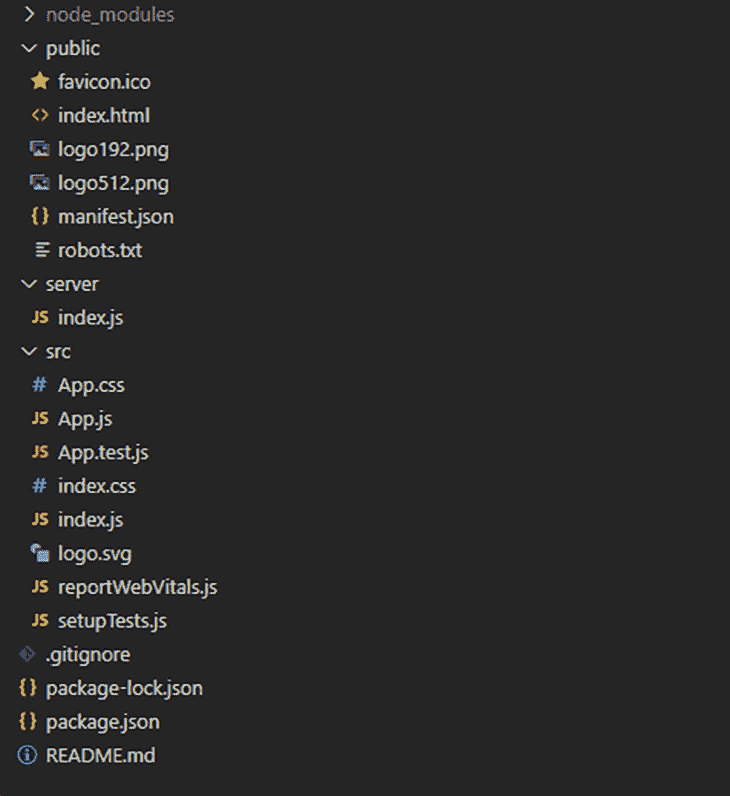 node_modules
public
favicon.ico
index.html
logo192.png
logo512.png
manifest.json
robots.txt
server
JS index.js
src
# App.css
JS App.js
JS App.test.js
# index.css
JS index.js
logo.svg
JS reportWebVitals.js
JS setupTests.js
.gitignore
{} package-lock.json
{} package.json
README.md